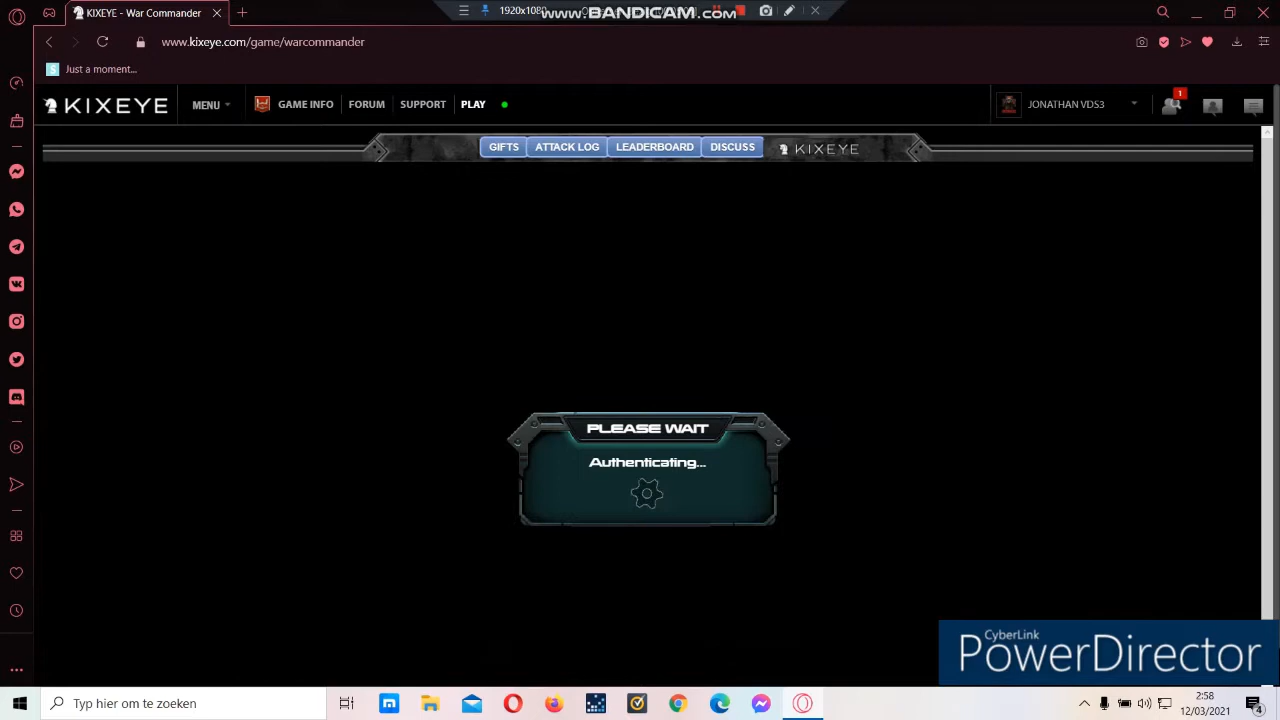 KIXEYE - War Commander
1920x1080
www.BANDICAM.com
www.kixeye.com/game/warcommander
S Just a moment...
KIXEYE MENU GAME INFO FORUM SUPPORT PLAY JONATHAN VDS3 1
GIFTS ATTACK LOG LEADERBOARD DISCUSS KIXEYE
PLEASE WAIT
Authenticating...
CyberLink
PowerDirector
Typ hier om te zoeken
2:58
12/03/2021
4